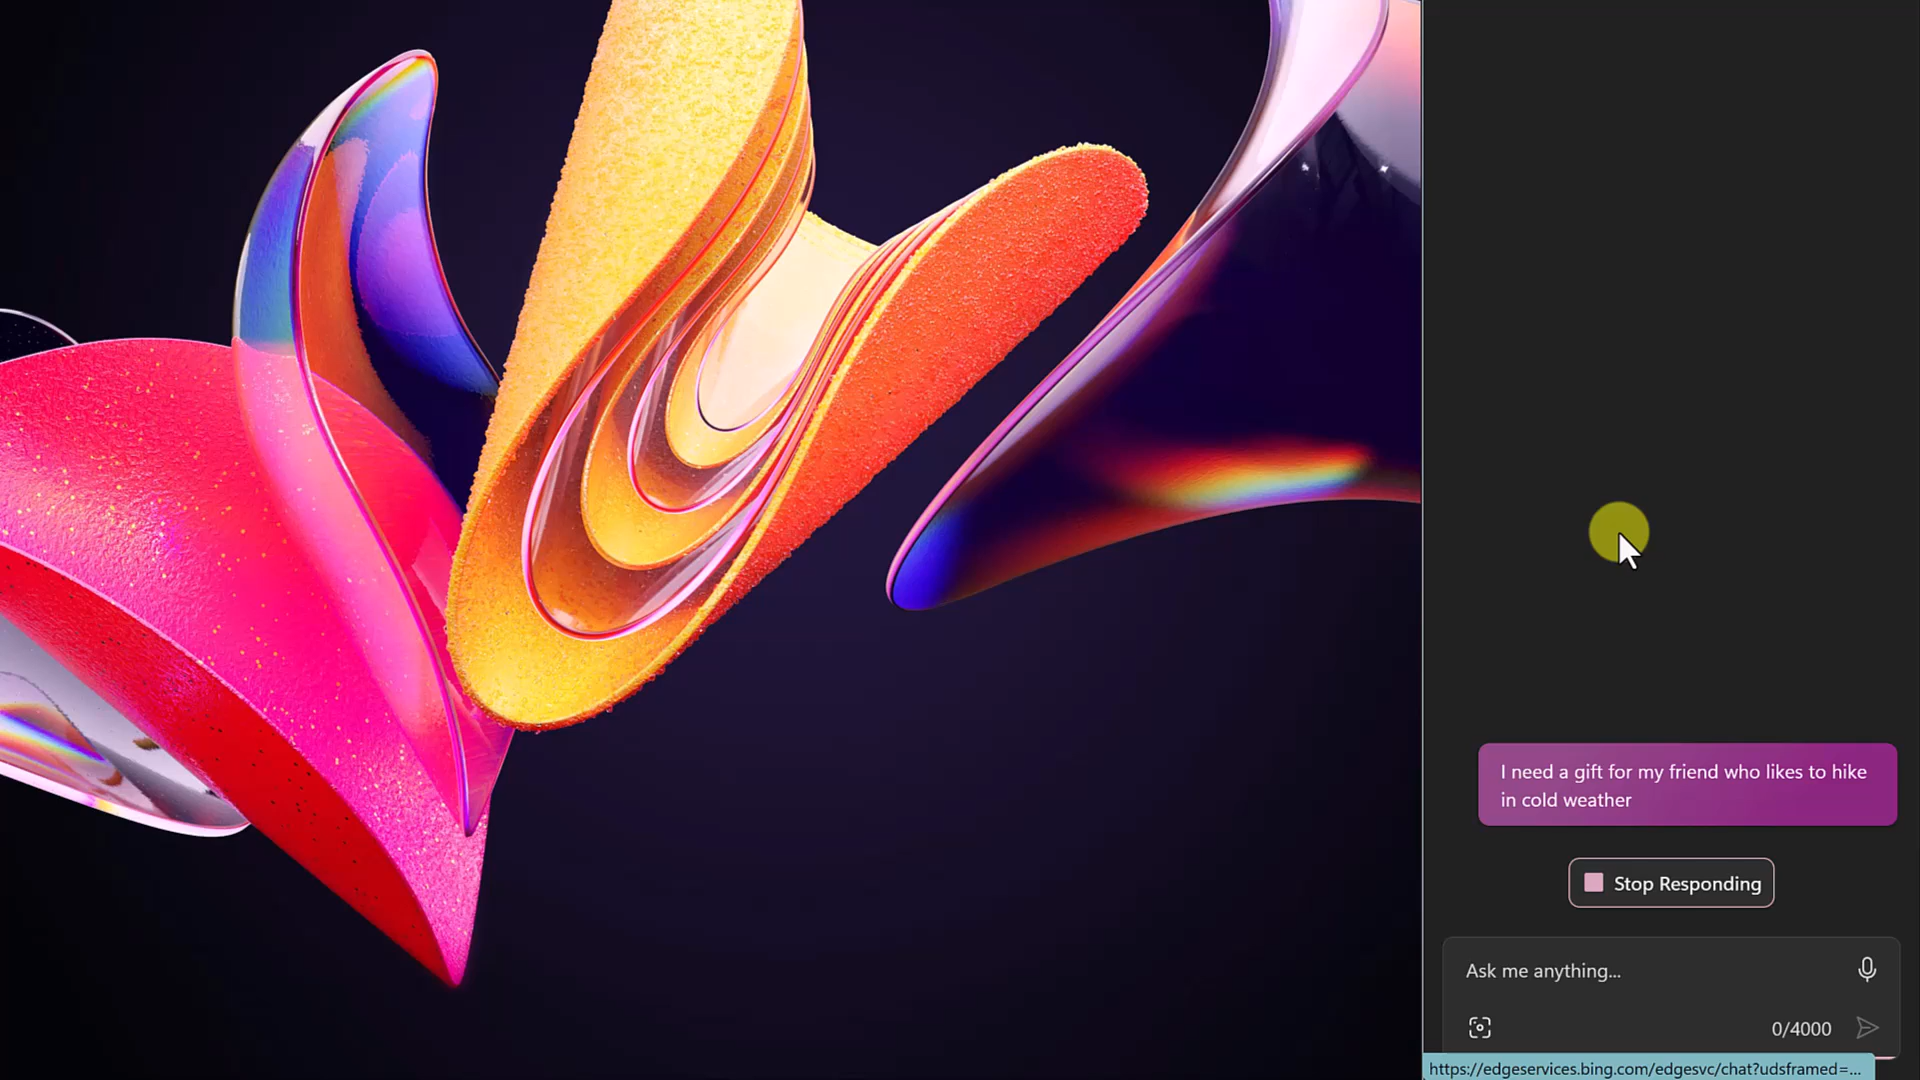 I need a gift for my friend who likes to hike
in cold weather
Stop Responding
Ask me anything...
0/4000
https://edgeservices.bing.com/edgesvc/chat?udsframed=...